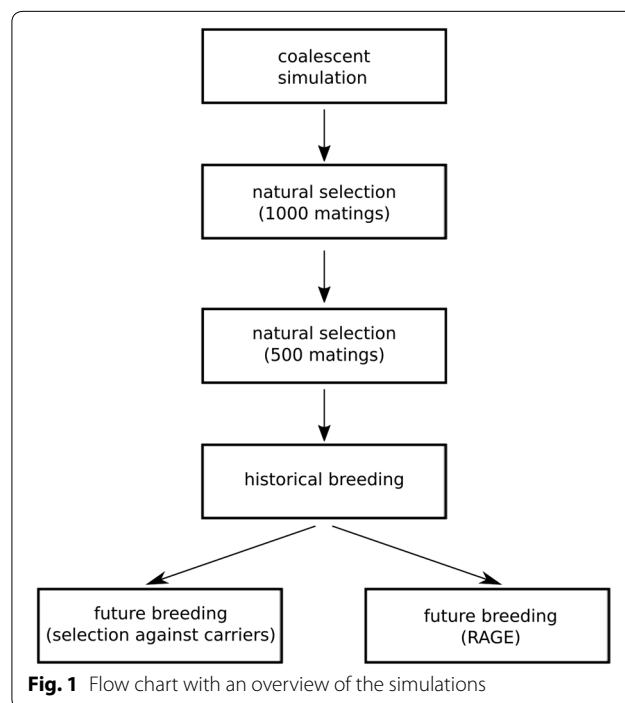 coalescent
simulation
natural selection
(1000 matings)
natural selection
(500 matings)
historical breeding
future breeding
(selection against carriers)
future breeding
(RAGE)
Fig. 1 Flow chart with an overview of the simulations